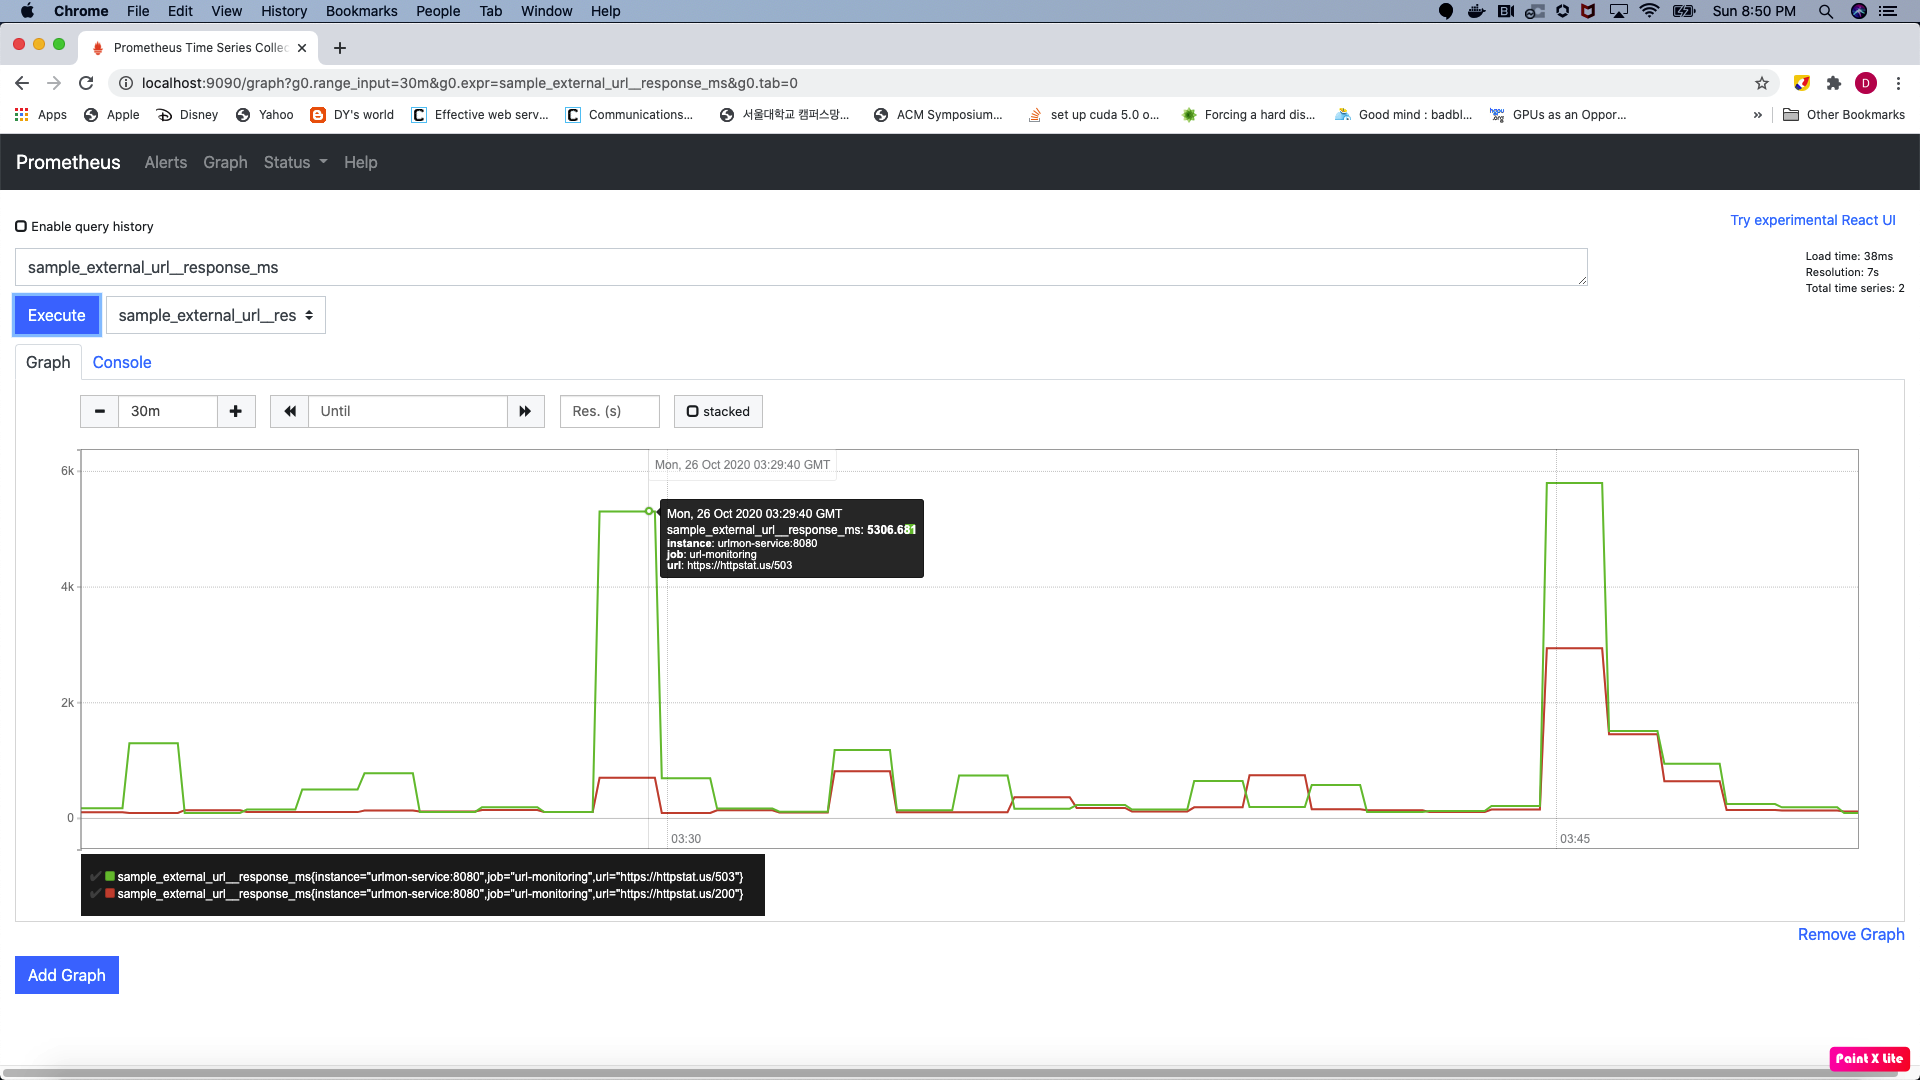 Chrome File Edit View History Bookmarks People Tab Window Help Sun 8:50 PM
Prometheus Time Series Collec
localhost:9090/graph?g0.range_input=30m&g0.expr=sample_external_url__response_ms&g0.tab=0 D
Apps Apple Disney Yahoo DY's world Effective web serv... Communications... 서울대학교 캠퍼스망... ACM Symposium... set up cuda 5.0 o... Forcing a hard dis... Good mind : badbl... GPUs as an Oppor... » Other Bookmarks
Prometheus Alerts Graph Status Help
Try experimental React UI
Enable query history
sample_external_url__response_ms
Load time: 38ms
Resolution: 7s
Total time series: 2
Execute sample_external_url__res
Graph Console
30m Until Res. (s) stacked
6k
4k
2k
0
Mon, 26 Oct 2020 03:29:40 GMT
Mon, 26 Oct 2020 03:29:40 GMT
sample_external_url__response_ms: 5306.681
instance: urlmon-service:8080
job: url-monitoring
url: https://httpstat.us/503
03:30 03:45
sample_external_url__response_ms{instance="urlmon-service:8080",job="url-monitoring",url="https://httpstat.us/503"}
sample_external_url__response_ms{instance="urlmon-service:8080",job="url-monitoring",url="https://httpstat.us/200"}
Remove Graph
Add Graph
Paint X Lite